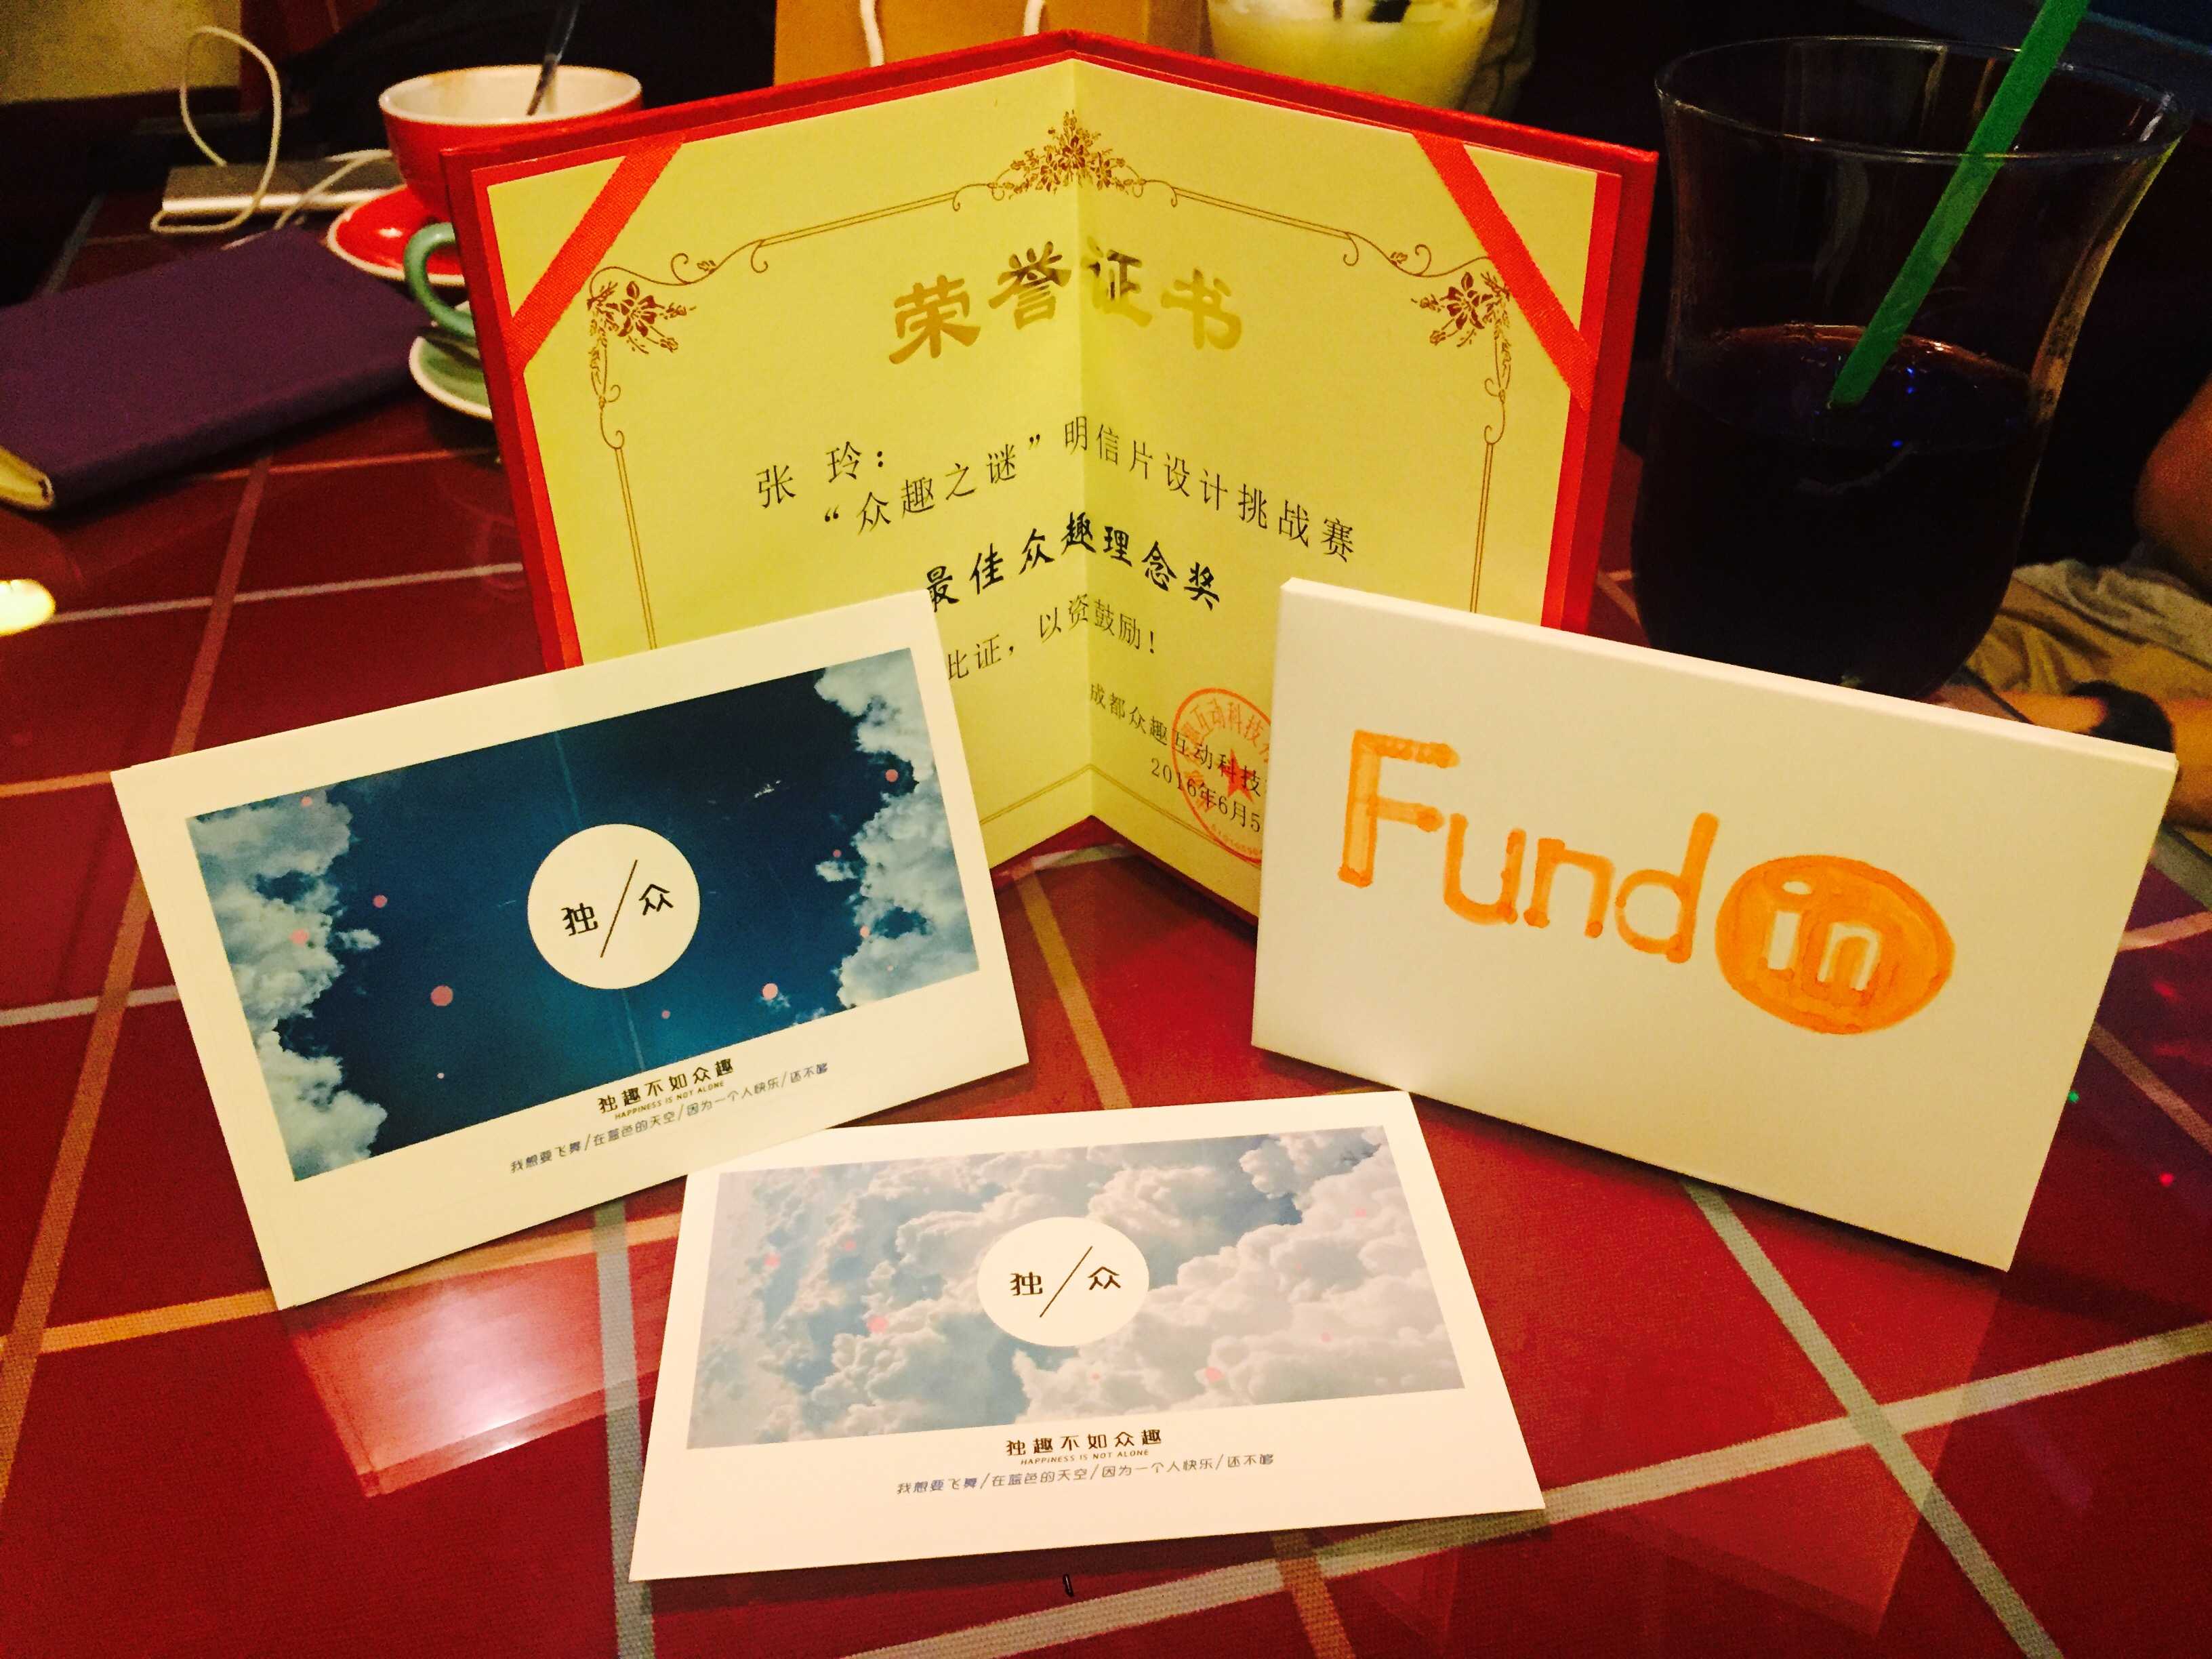 荣誉证书
张 玲：
“众趣之谜”明信片设计挑战赛
最佳众趣理念奖
比证，以资鼓励！
成都众趣互动科技
2016年6月5
趣互动科技
Fund in
独/众
独趣不如众趣
HAPPINESS IS NOT ALONE
我想要飞舞/在蓝色的天空/因为一个人快乐/还不够
独/众
独趣不如众趣
HAPPINESS IS NOT ALONE
我想要飞舞/在蓝色的天空/因为一个人快乐/还不够